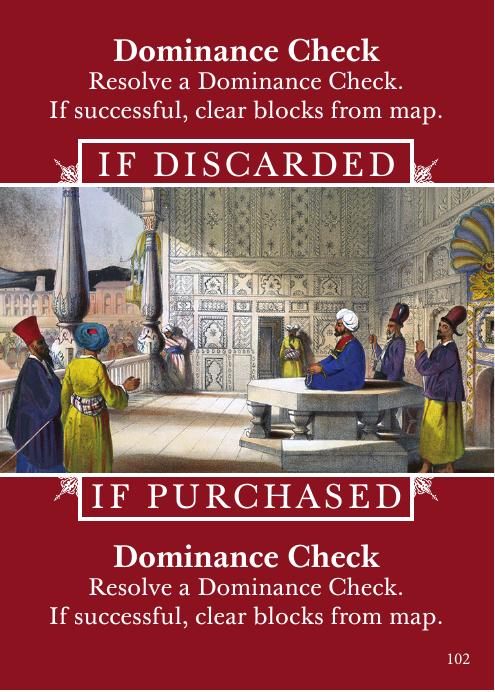 Dominance Check
Resolve a Dominance Check.
If successful, clear blocks from map.
IF DISCARDED
IF PURCHASED
Dominance Check
Resolve a Dominance Check.
If successful, clear blocks from map.
102